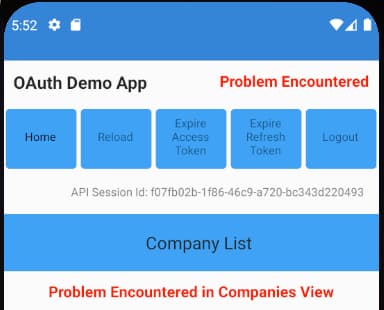 5:52
OAuth Demo App
Problem Encountered
Home
Reload
Expire
Access
Token
Expire
Refresh
Token
Logout
API Session Id: f07fb02b-1f86-46c9-a720-bc343d220493
Company List
Problem Encountered in Companies View